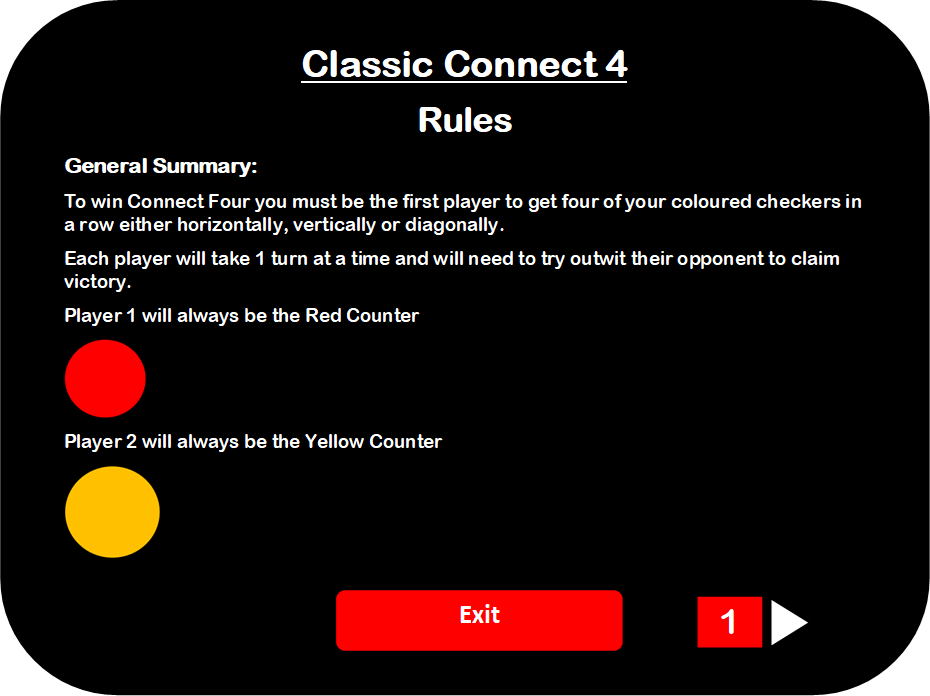 Classic Connect 4
Rules
General Summary:
To win Connect Four you must be the first player to get four of your coloured checkers in
a row either horizontally, vertically or diagonally.
Each player will take 1 turn at a time and will need to try outwit their opponent to claim
victory.
Player 1 will always be the Red Counter
Player 2 will always be the Yellow Counter
Exit
1